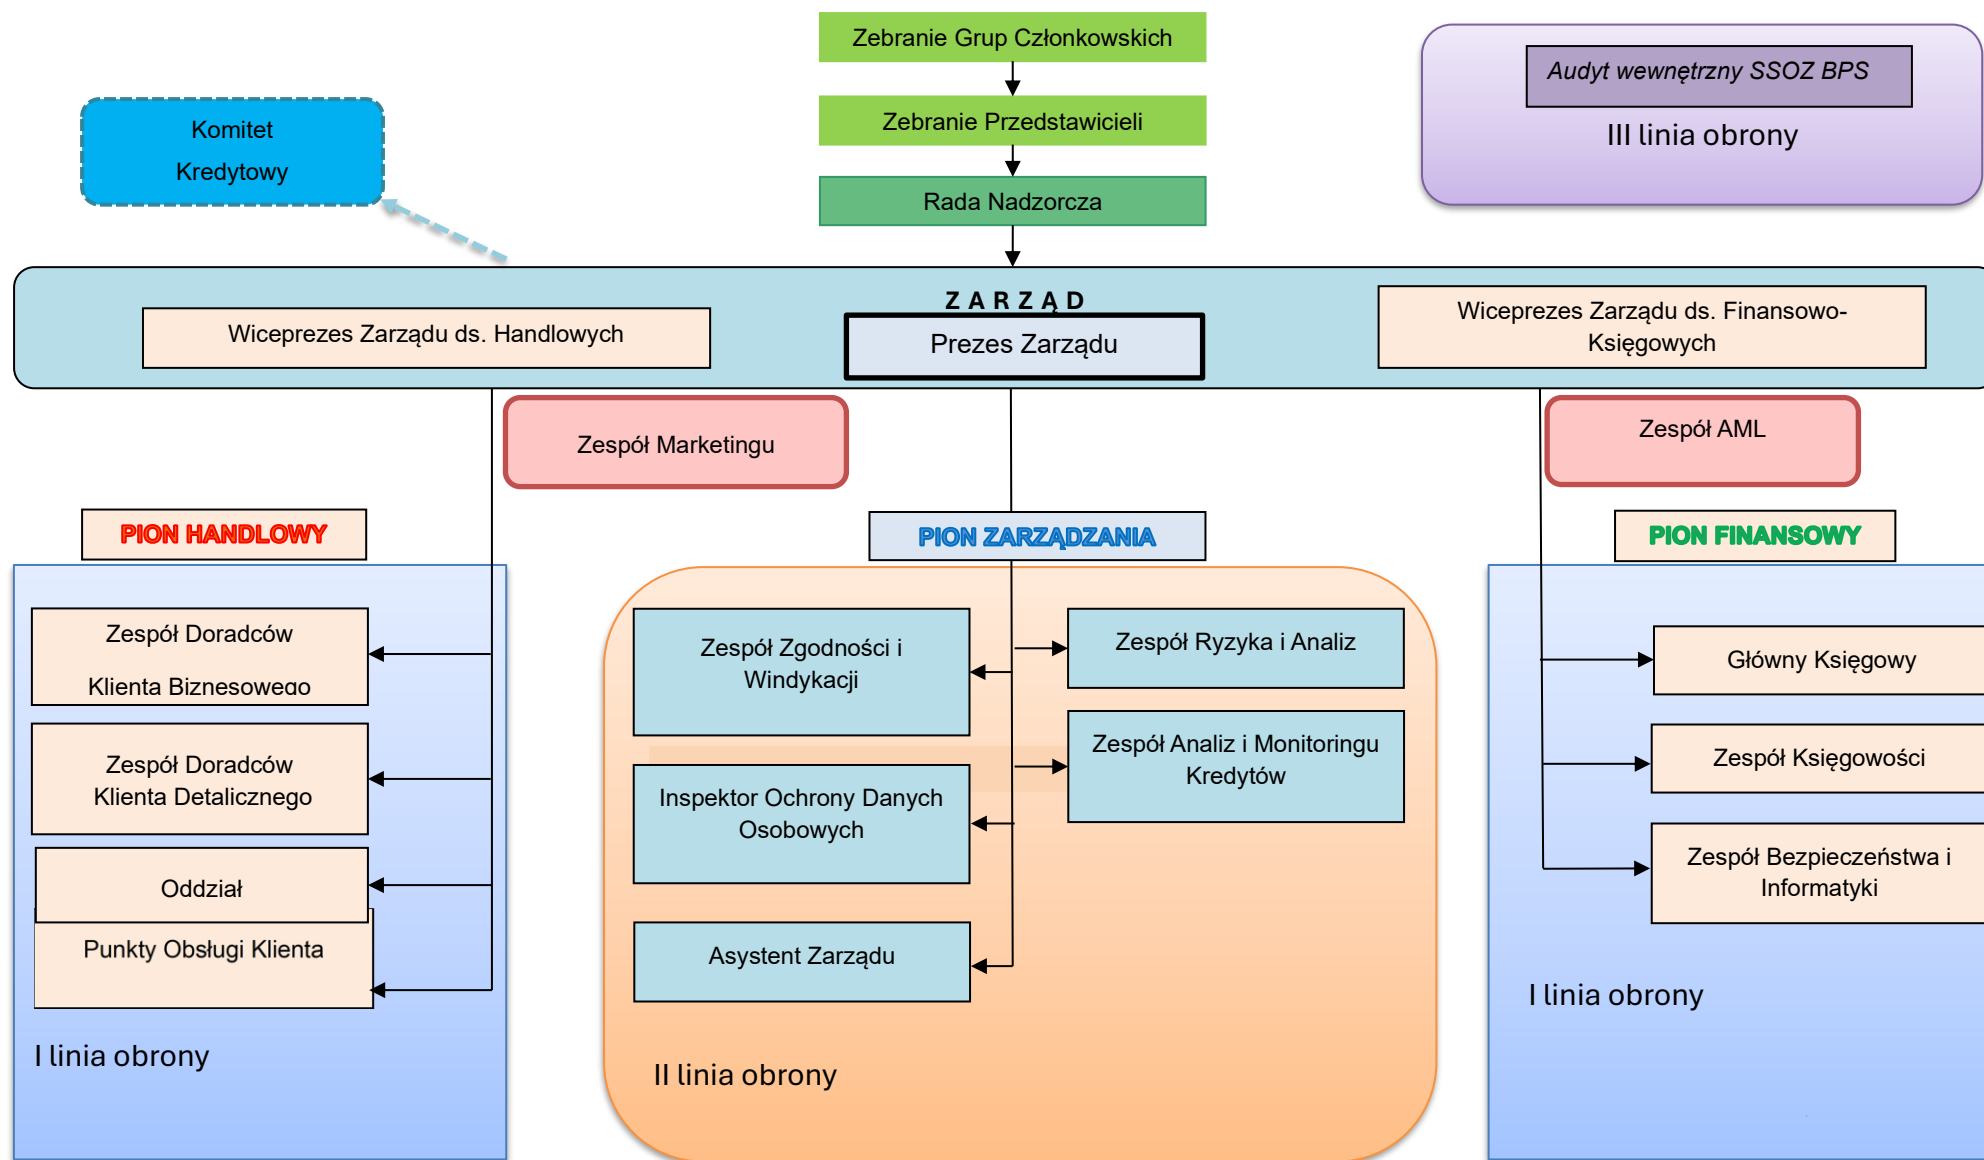 Zebranie Grup Członkowskich
Audyt wewnętrzny SSOZ BPS
III linia obrony
Komitet
Kredytowy
Zebranie Przedstawicieli
Rada Nadzorcza
Z A R Z Ą D
Wiceprezes Zarządu ds. Handlowych
Prezes Zarządu
Wiceprezes Zarządu ds. Finansowo-
Księgowych
Zespół Marketingu
Zespół AML
PION HANDLOWY
Zespół Doradców
Klienta Biznesowego
Zespół Doradców
Klienta Detalicznego
Oddział
Punkty Obsługi Klienta
I linia obrony
PION ZARZĄDZANIA
Zespół Zgodności i
Windykacji
Zespół Ryzyka i Analiz
Zespół Analiz i Monitoringu
Kredytów
Inspektor Ochrony Danych
Osobowych
Asystent Zarządu
II linia obrony
PION FINANSOWY
Główny Księgowy
Zespół Księgowości
Zespół Bezpieczeństwa i
Informatyki
I linia obrony